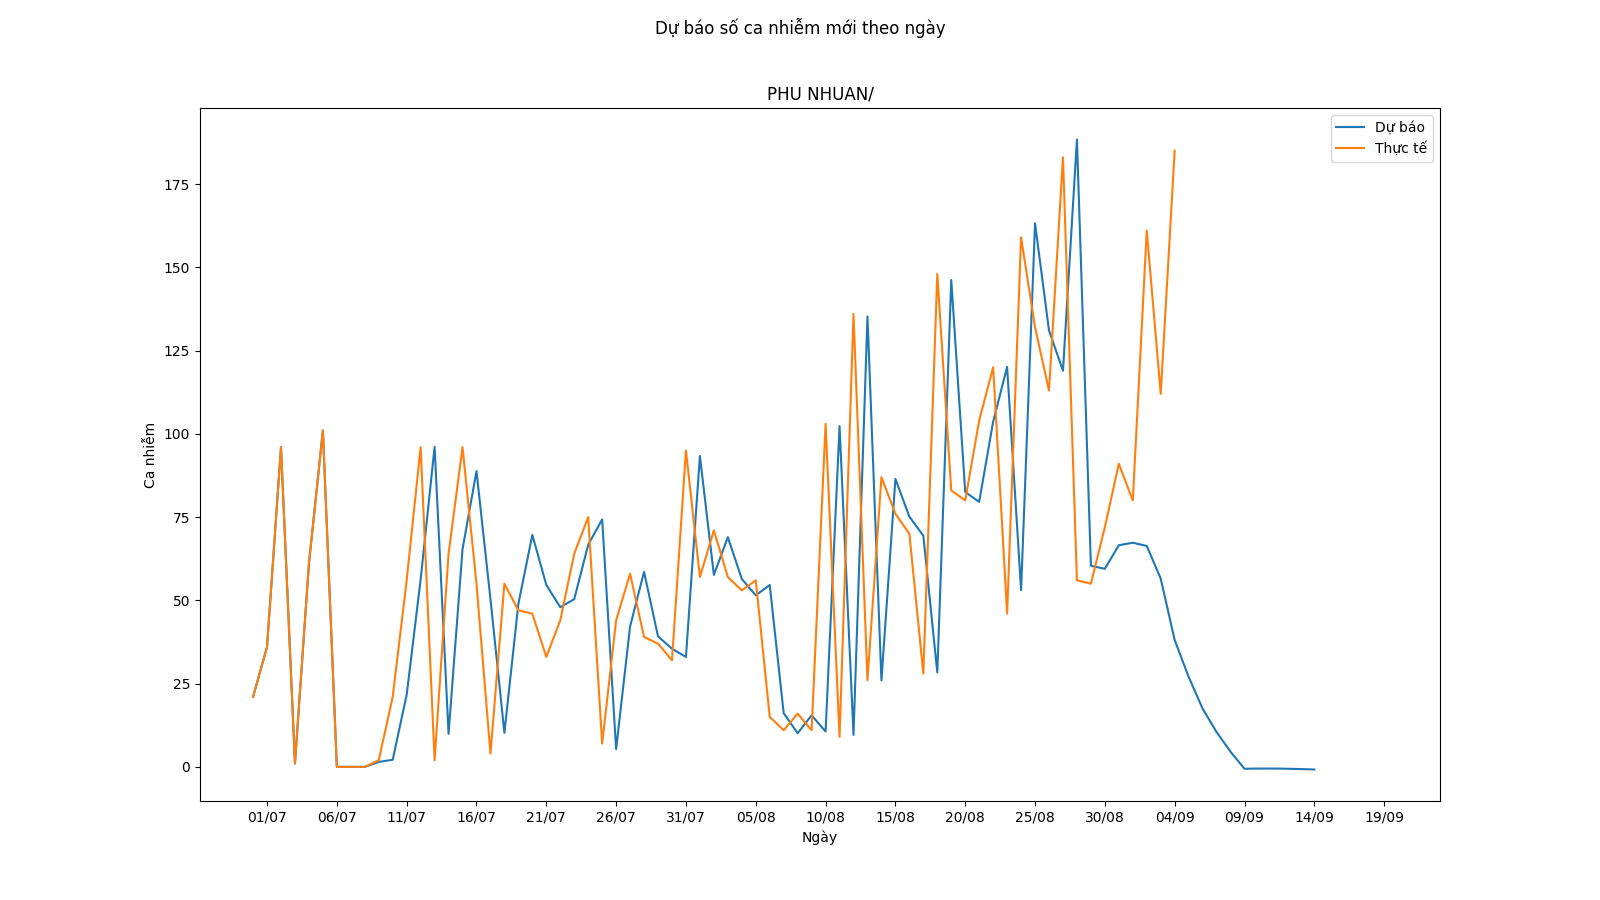 Dự báo số ca nhiễm mới theo ngày
PHU NHUAN/
Dự báo
Thực tế
175
150
125
100
75
50
25
0
Ca nhiễm
01/07 06/07 11/07 16/07 21/07 26/07 31/07 05/08 10/08 15/08 20/08 25/08 30/08 04/09 09/09 14/09 19/09
Ngày